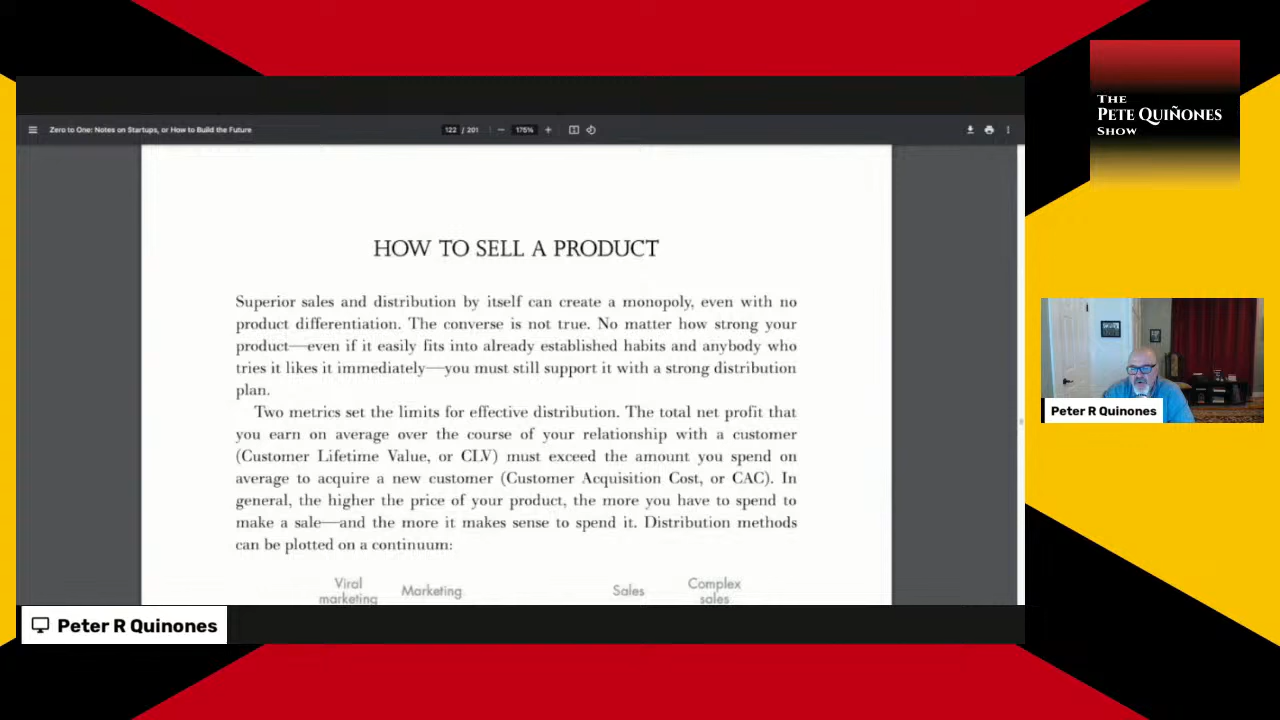 Zero to One: Notes on Startups, or How to Build the Future
122 / 201
175%
HOW TO SELL A PRODUCT
Superior sales and distribution by itself can create a monopoly, even with no
product differentiation. The converse is not true. No matter how strong your
product—even if it easily fits into already established habits and anybody who
tries it likes it immediately—you must still support it with a strong distribution
plan.
Two metrics set the limits for effective distribution. The total net profit that
you earn on average over the course of your relationship with a customer
(Customer Lifetime Value, or CLV) must exceed the amount you spend on
average to acquire a new customer (Customer Acquisition Cost, or CAC). In
general, the higher the price of your product, the more you have to spend to
make a sale—and the more it makes sense to spend it. Distribution methods
can be plotted on a continuum:
Viral
marketing
Marketing
Sales
Complex
sales
Peter R Quinones
THE
PETE QUIÑONES
SHOW
Peter R Quinones